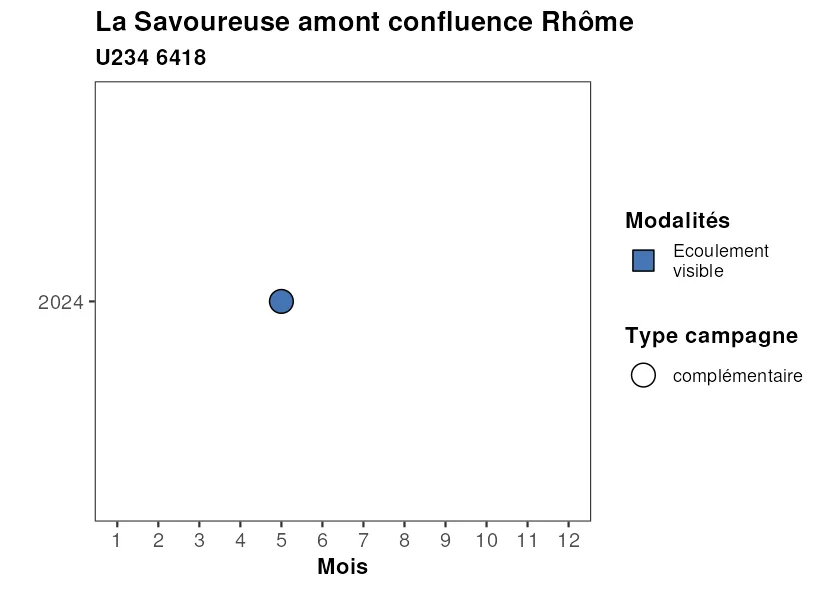 La Savoureuse amont confluence Rhôme
U234 6418
2024
1 2 3 4 5 6 7 8 9 10 11 12
Mois
Modalités
Ecoulement
visible
Type campagne
complémentaire